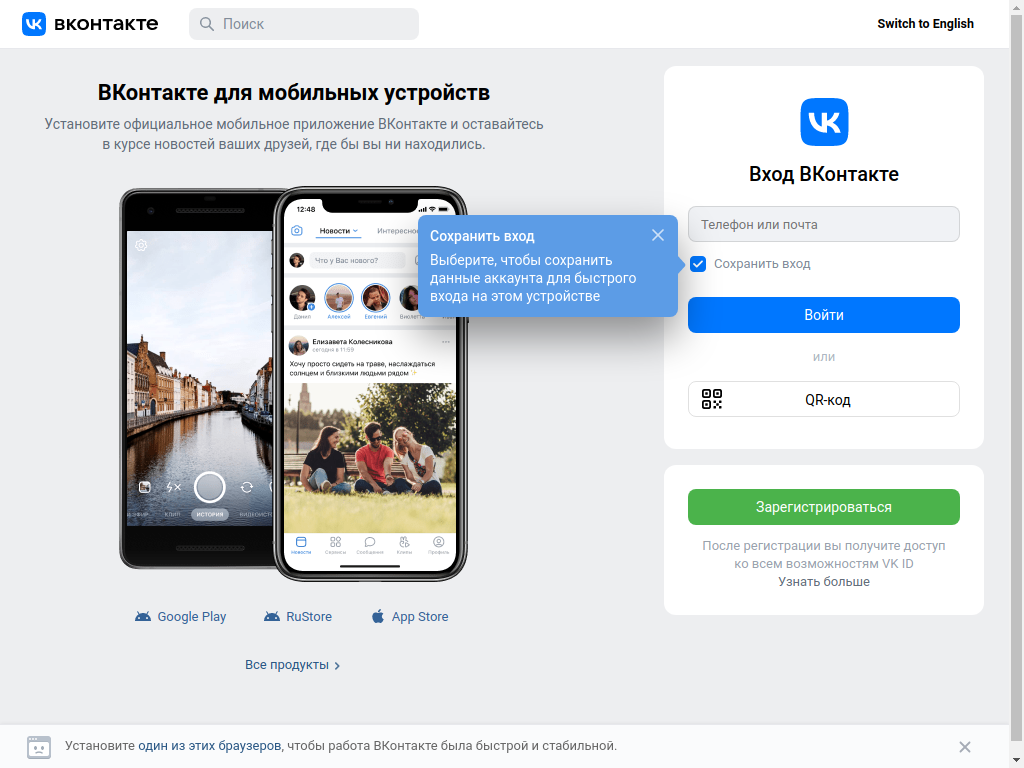 вконтакте
Поиск
Switch to English
ВКонтакте для мобильных устройств
Установите официальное мобильное приложение ВКонтакте и оставайтесь
в курсе новостей ваших друзей, где бы вы ни находились.
12:48
Новости
Что у Вас нового?
Данил
Алексей
Евгений
Елизавета Колесникова
сегодня в 11:59
Хочу просто сидеть на траве, наслаждаться
солнцем и близкими людьми рядом ✨
КЛИП
ИСТОРИЯ
Новости
Сервисы
Сообщения
Клипы
Профиль
Сохранить вход
Выберите, чтобы сохранить
данные аккаунта для быстрого
входа на этом устройстве
Google Play
RuStore
App Store
Все продукты
Вход ВКонтакте
Телефон или почта
Сохранить вход
Войти
или
QR-код
Зарегистрироваться
После регистрации вы получите доступ
ко всем возможностям VK ID
Узнать больше
Установите один из этих браузеров, чтобы работа ВКонтакте была быстрой и стабильной.